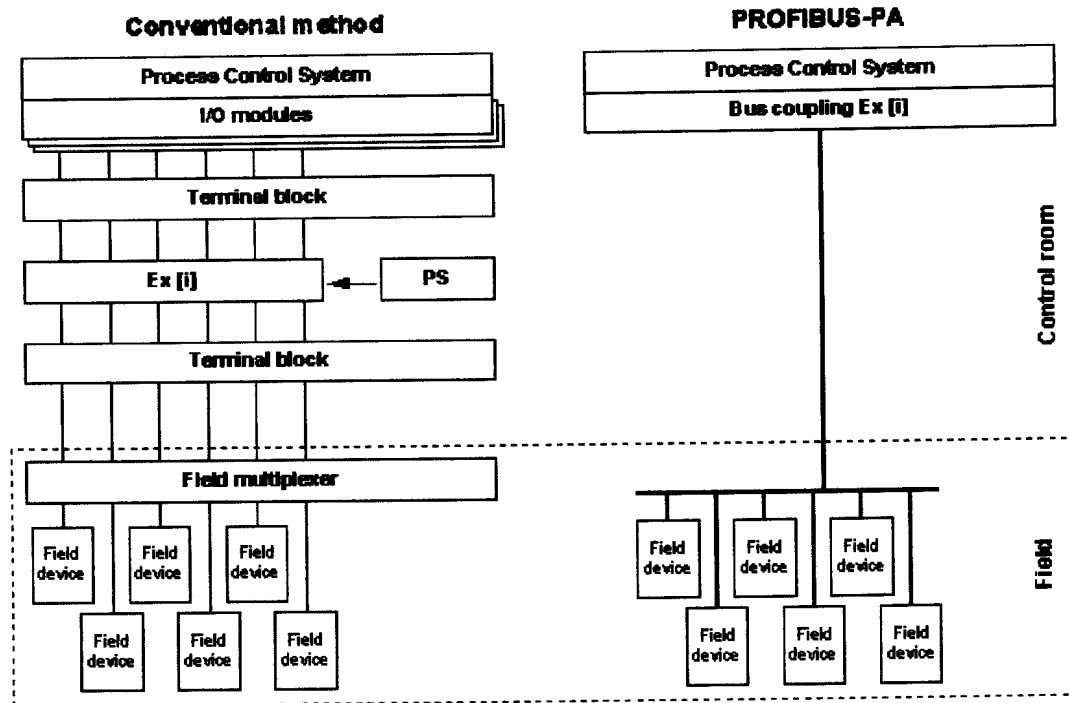 Conventional method
Process Control System
I/O modules
Terminal block
Ex [i]
PS
Terminal block
Field multiplexer
Field
device
Field
device
Field
device
Field
device
Field
device
Field
device
PROFIBUS-PA
Process Control System
Bus coupling Ex [i]
Field
device
Field
device
Field
device
Field
device
Field
device
Field
device
Control room
Field